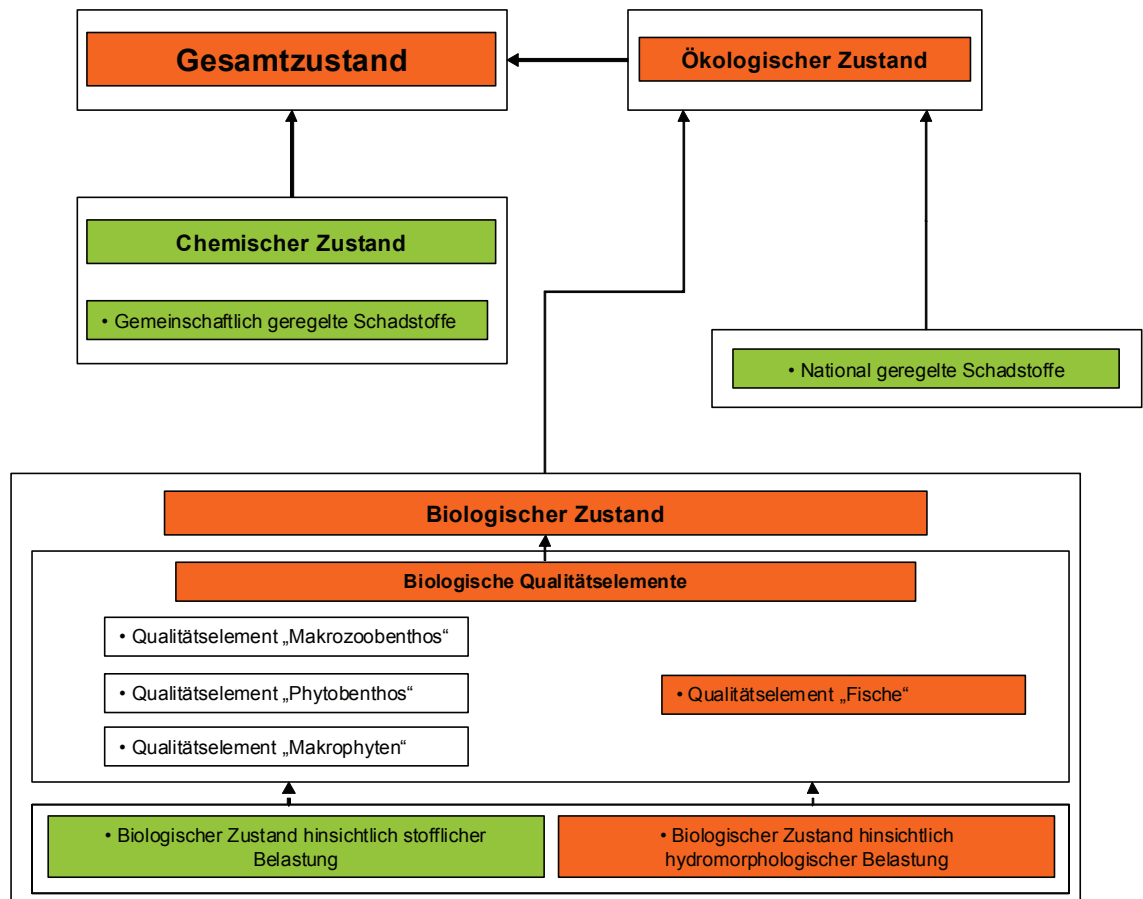 Gesamtzustand
Ökologischer Zustand
Chemischer Zustand
• Gemeinschaftlich geregelte Schadstoffe
• National geregelte Schadstoffe
Biologischer Zustand
Biologische Qualitätselemente
• Qualitätselement „Makrozoobenthos“
• Qualitätselement „Phytobenthos“
• Qualitätselement „Fische“
• Qualitätselement „Makrophyten“
• Biologischer Zustand hinsichtlich stofflicher
Belastung
• Biologischer Zustand hinsichtlich
hydromorphologischer Belastung